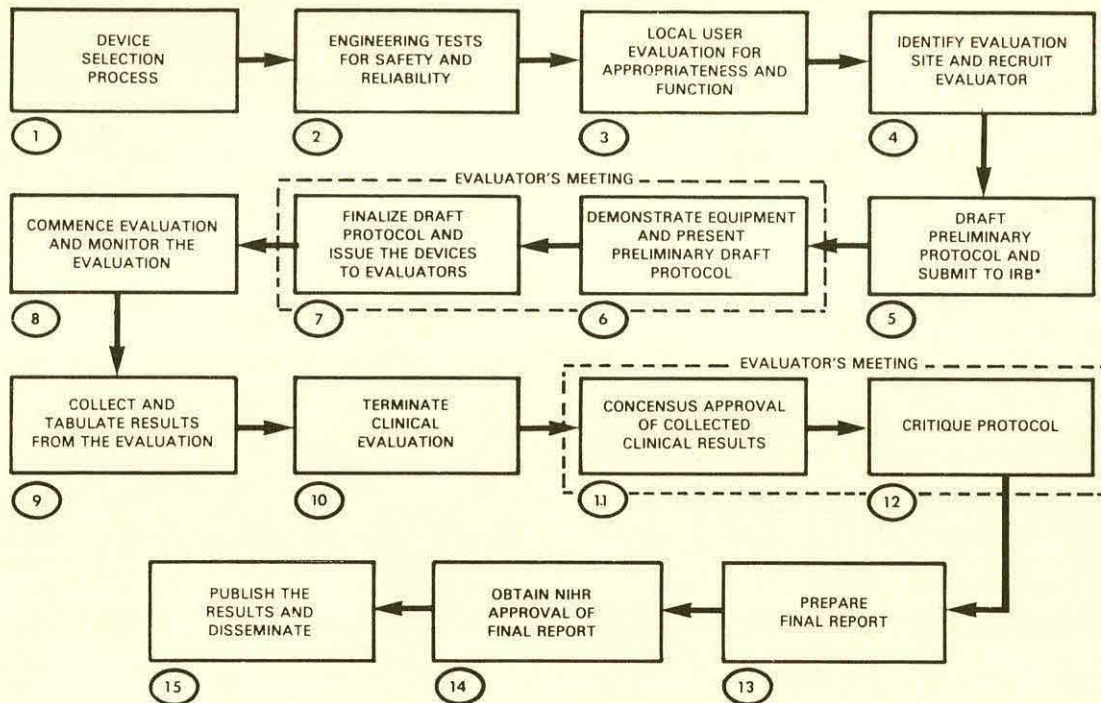 DEVICE
SELECTION
PROCESS
1
ENGINEERING TESTS
FOR SAFETY AND
RELIABILITY
2
LOCAL USER
EVALUATION FOR
APPROPRIATENESS AND
FUNCTION
3
IDENTIFY EVALUATION
SITE AND RECRUIT
EVALUATOR
4
DRAFT
PRELIMINARY
PROTOCOL AND
SUBMIT TO IRB*
5
EVALUATOR'S MEETING
DEMONSTRATE EQUIPMENT
AND PRESENT
PRELIMINARY DRAFT
PROTOCOL
6
FINALIZE DRAFT
PROTOCOL AND
ISSUE THE DEVICES
TO EVALUATORS
7
COMMENCE EVALUATION
AND MONITOR THE
EVALUATION
8
COLLECT AND
TABULATE RESULTS
FROM THE EVALUATION
9
TERMINATE
CLINICAL
EVALUATION
10
EVALUATOR'S MEETING
CONCENSUS APPROVAL
OF COLLECTED
CLINICAL RESULTS
11
CRITIQUE PROTOCOL
12
PREPARE
FINAL REPORT
13
OBTAIN NIHR
APPROVAL OF
FINAL REPORT
14
PUBLISH THE
RESULTS AND
DISSEMINATE
15